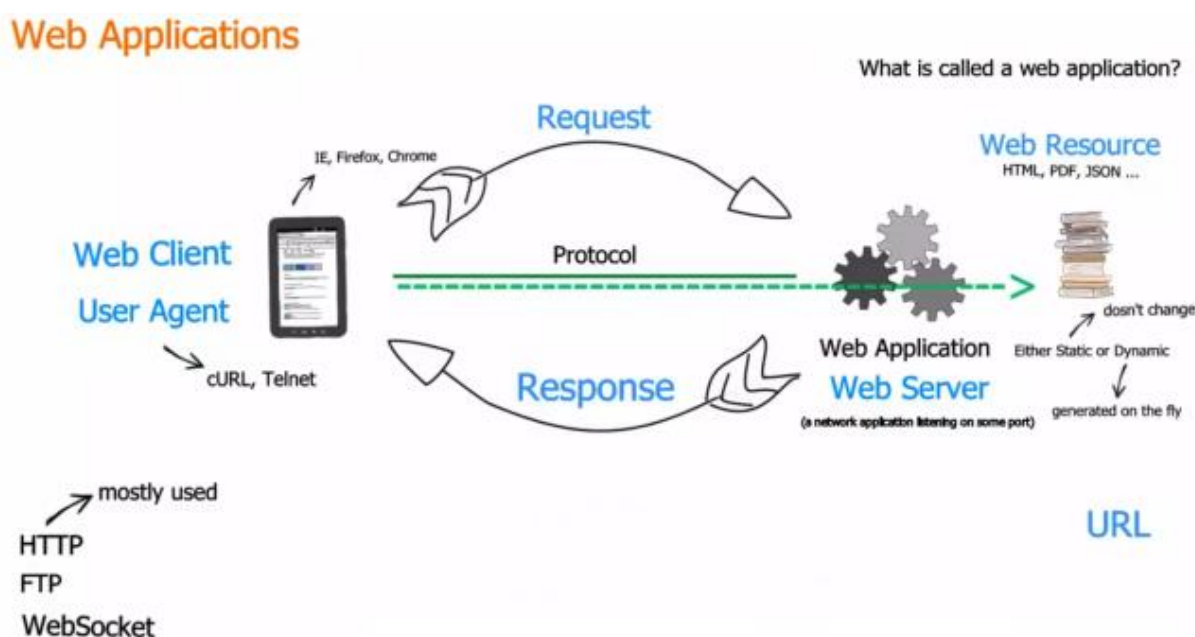 Web Applications
What is called a web application?
Request
Web Resource
HTML, PDF, JSON ...
IE, Firefox, Chrome
Web Client
User Agent
cURL, Telnet
Protocol
Web Application
Web Server
(a network application listening on some port)
Response
dosn't change
Either Static or Dynamic
generated on the fly
mostly used
HTTP
FTP
WebSocket
URL